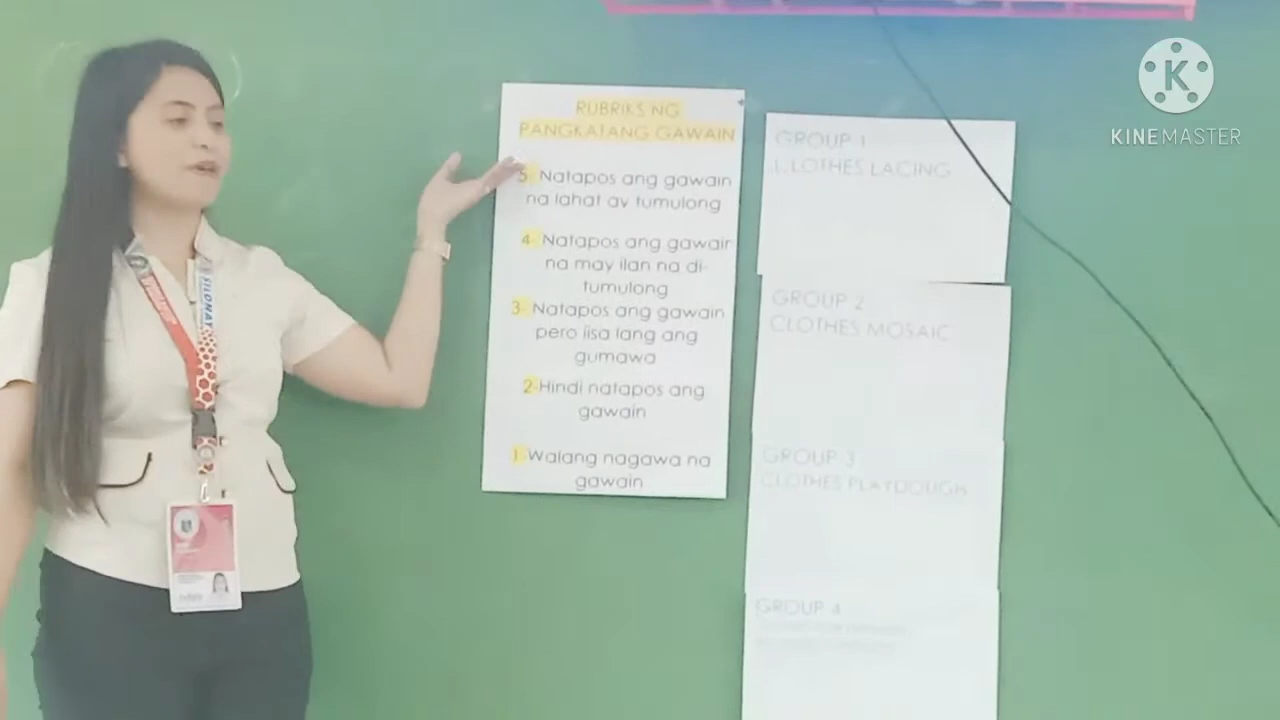 RUBRIKS NG
PANGKATANG GAWAIN
5- Natapos ang gawain
na lahat ay tumulong
4- Natapos ang gawain
na may ilan na di-
tumulong
3- Natapos ang gawain
pero iisa lang ang
gumawa
2-Hindi natapos ang
gawain
1-Walang nagawa na
gawain
GROUP 1
CLOTHES LACING
GROUP 2
CLOTHES MOSAIC
GROUP 3
CLOTHES PLAYDOUGH
GROUP 4
SILONAY
K
KINEMASTER